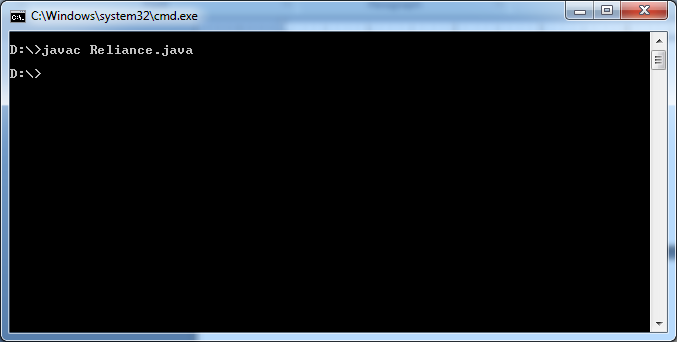 C:\Windows\system32\cmd.exe
D:\>javac Reliance.java
D:\>